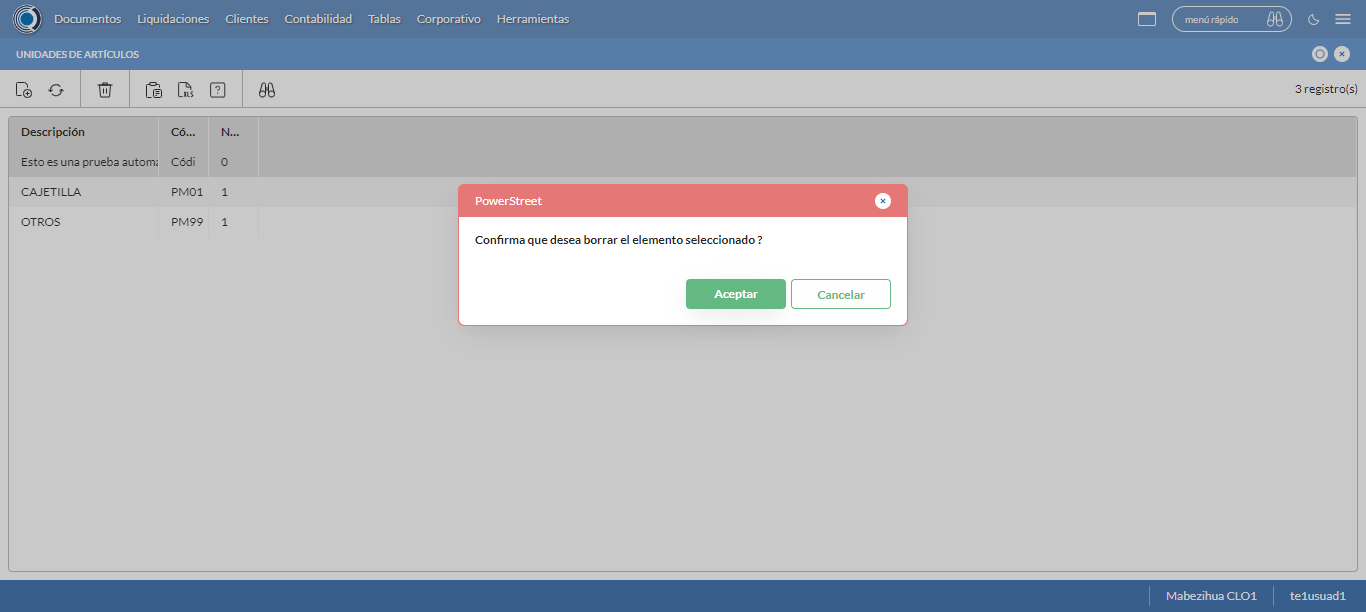 Documentos Liquidaciones Clientes Contabilidad Tablas Corporativo Herramientas menú rápido
UNIDADES DE ARTÍCULOS
XLS ? 3 registro(s)
Descripción Có... N...
Esto es una prueba automa Códi 0
CAJETILLA PM01 1
OTROS PM99 1
PowerStreet
Confirma que desea borrar el elemento seleccionado ?
Aceptar Cancelar
Mabezihua CLO1 te1usuad1